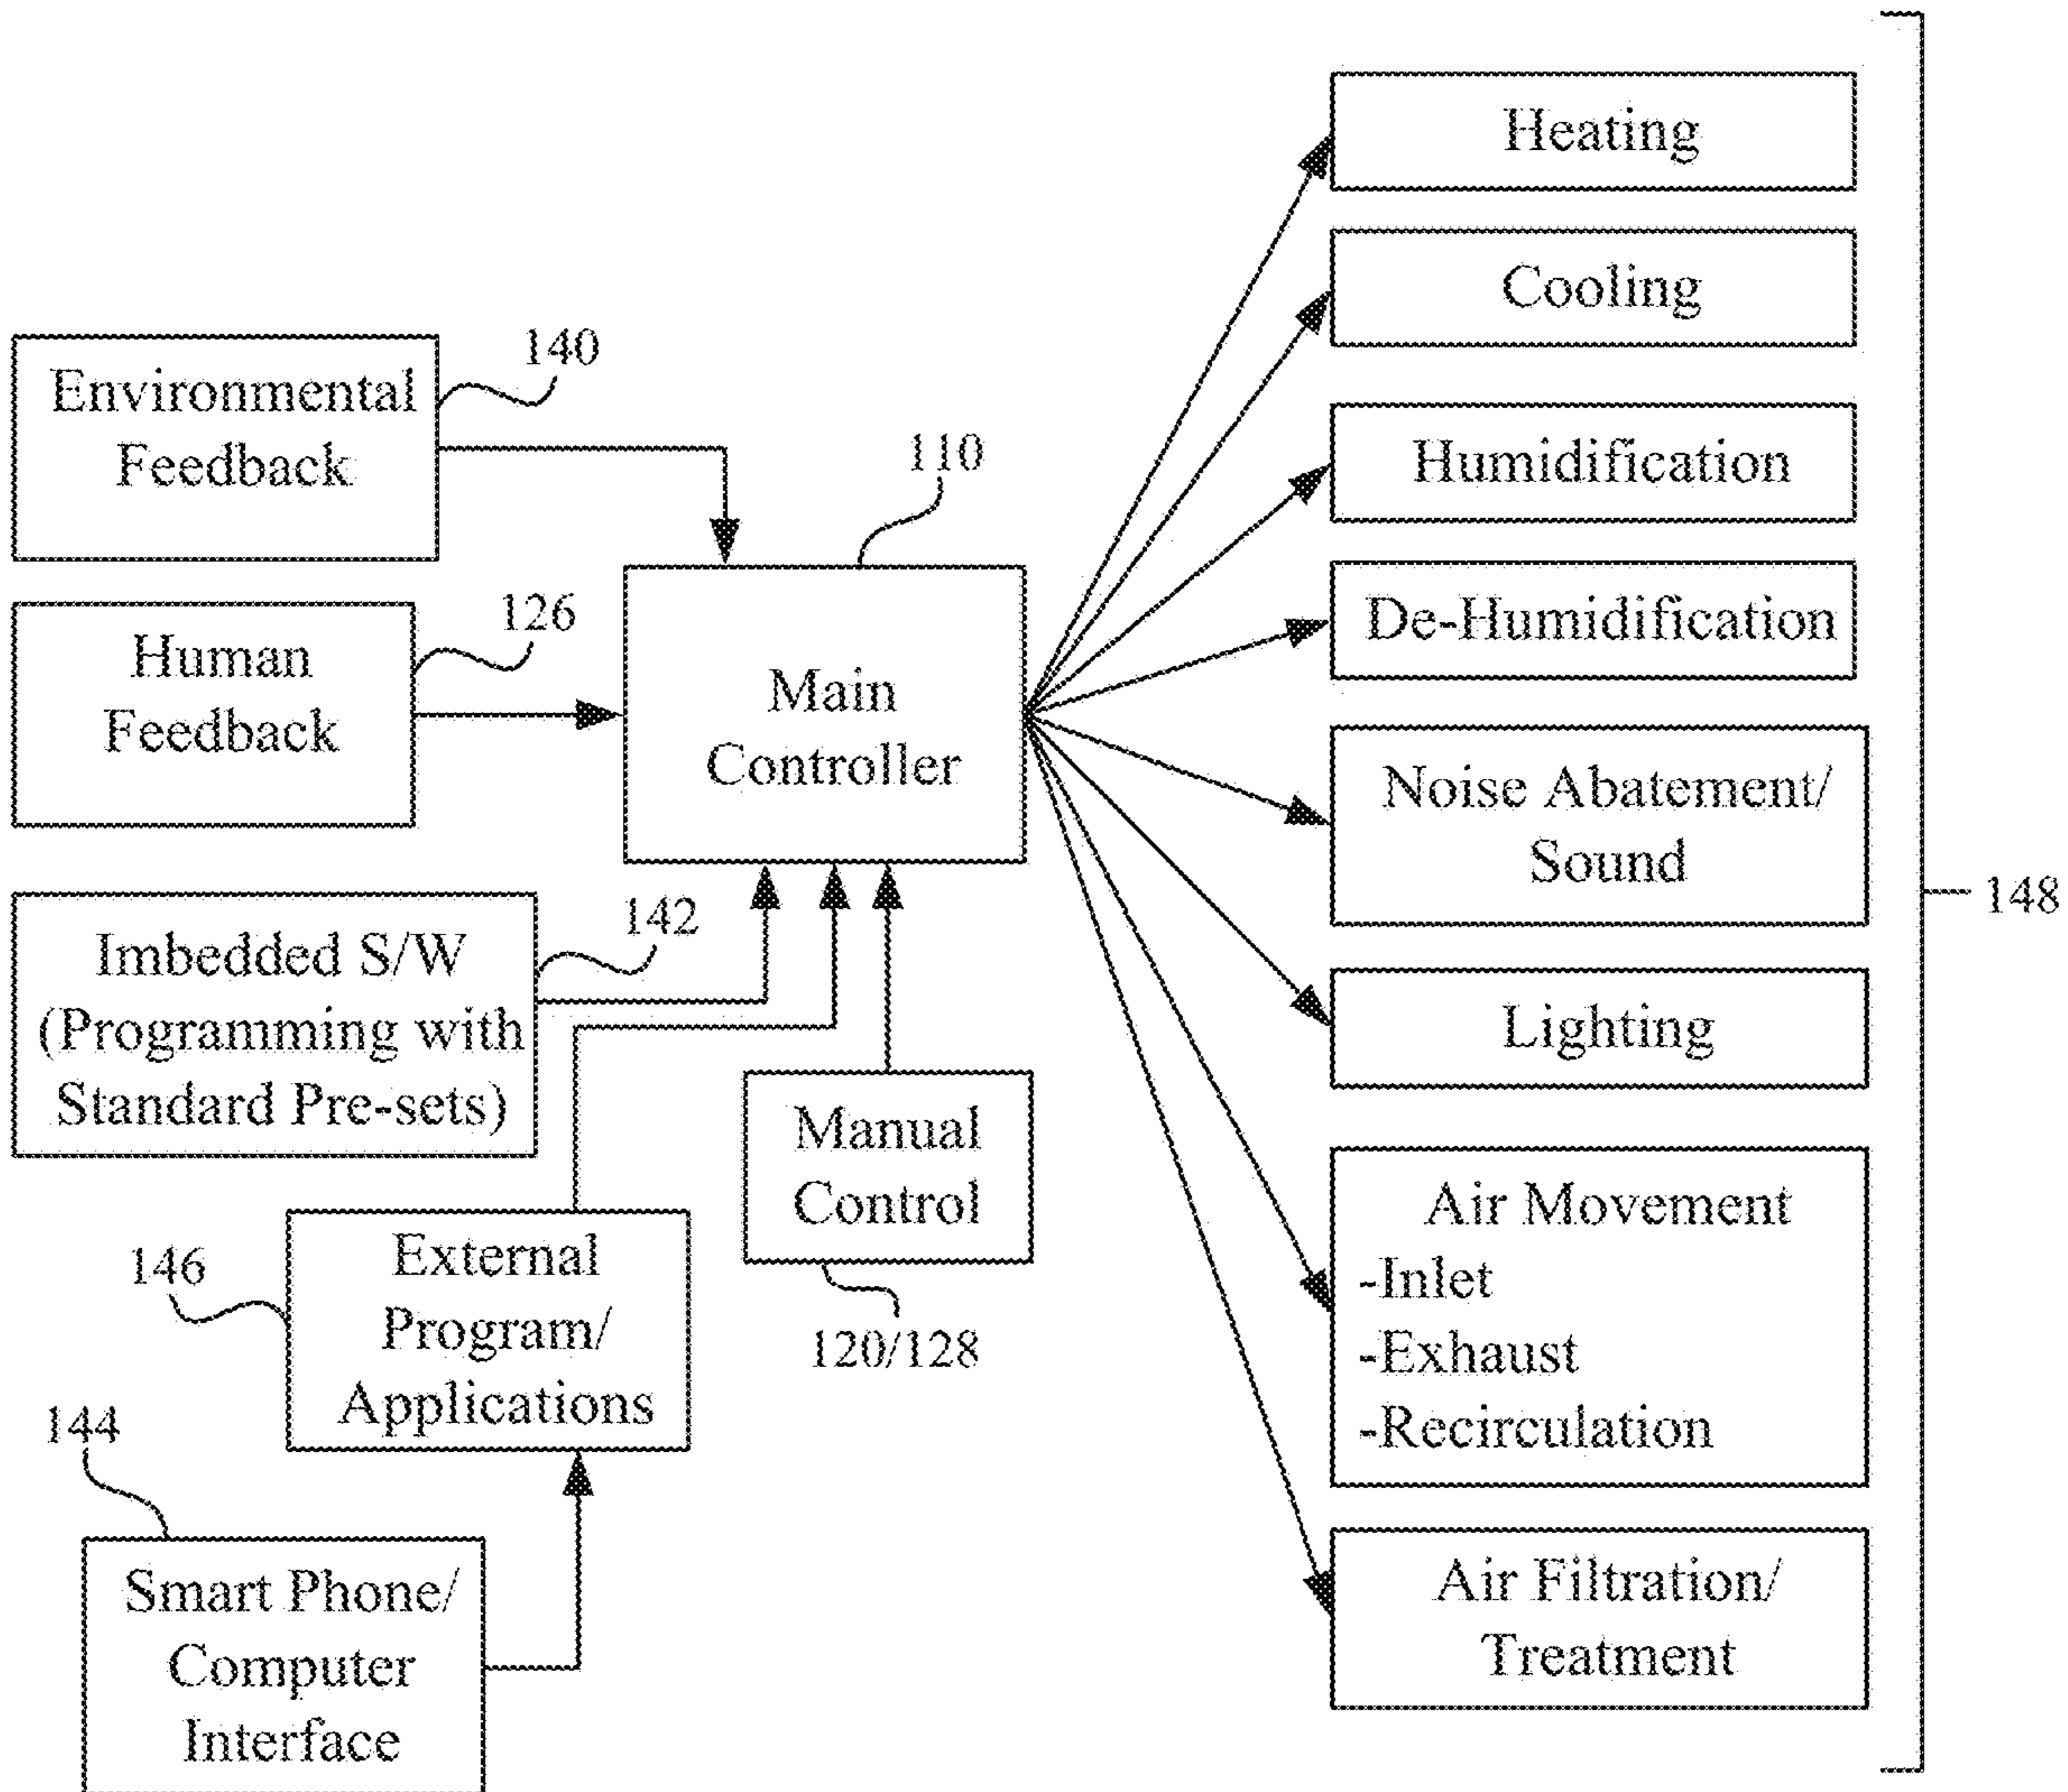 Heating
Cooling
Humidification
De-Humidification
Noise Abatement/
Sound
Lighting
Air Movement
-Inlet
-Exhaust
-Recirculation
Air Filtration/
Treatment
148
Environmental
Feedback
140
Human
Feedback
126
110
Main
Controller
Imbedded S/W
(Programming with
Standard Pre-sets)
142
Manual
Control
120/128
External
Program/
Applications
146
144
Smart Phone/
Computer
Interface